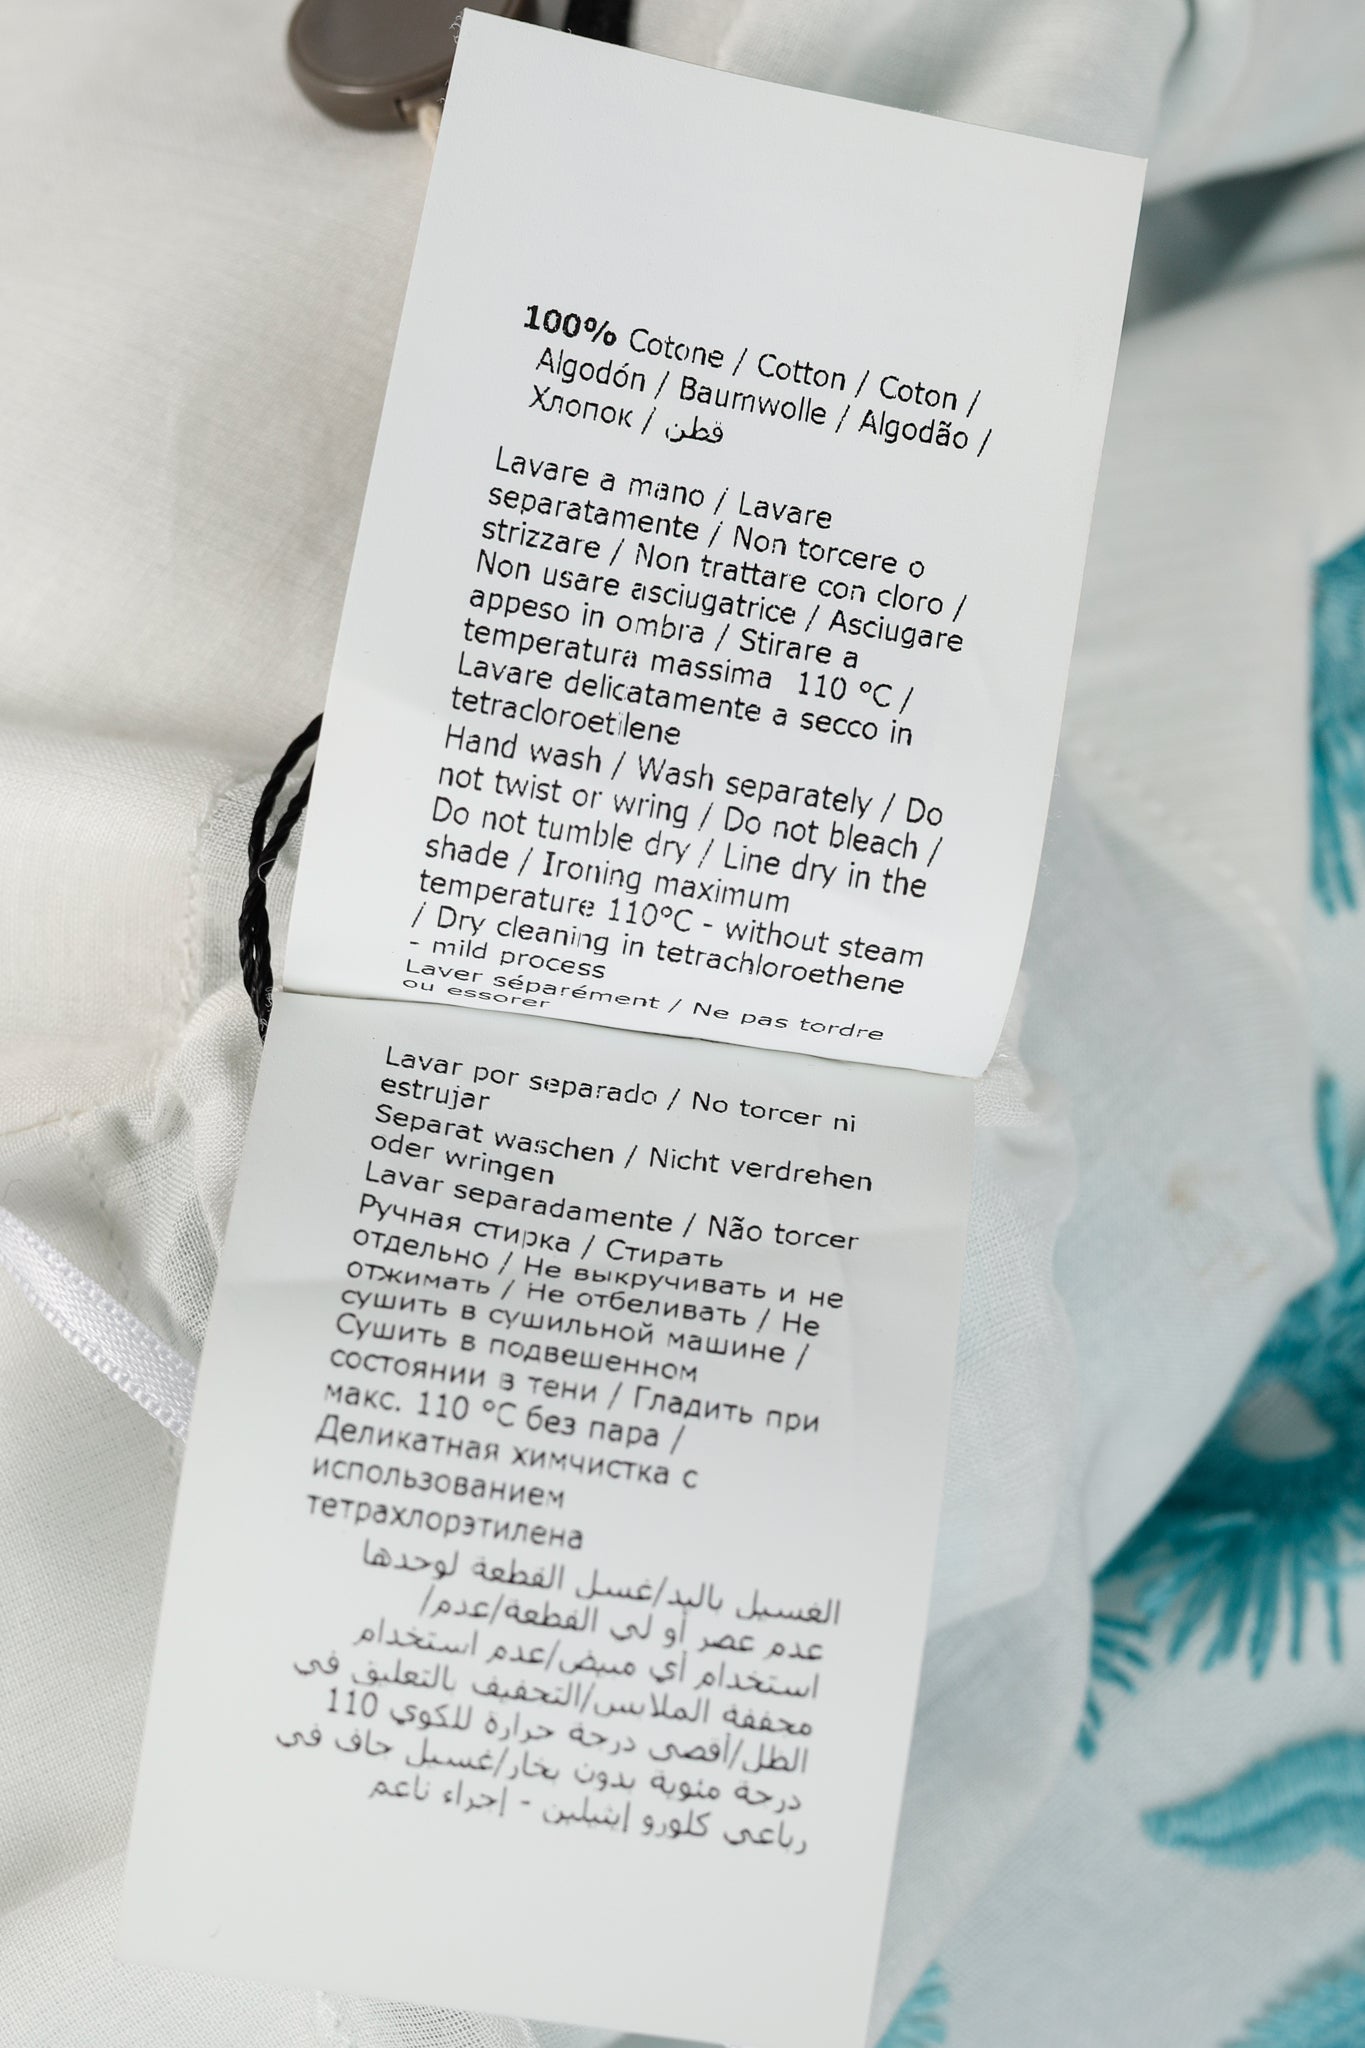 100% Cotone / Cotton / Coton /
Algodón / Baumwolle / Algodão /
Хлопок / قطن
Lavare a mano / Lavare
separatamente / Non torcere o
strizzare / Non trattare con cloro /
Non usare asciugatrice / Asciugare
appeso in ombra / Stirare a
temperatura massima 110 °C /
Lavare delicatamente a secco in
tetracloroetilene
Hand wash / Wash separately / Do
not twist or wring / Do not bleach /
Do not tumble dry / Line dry in the
shade / Ironing maximum
temperature 110°C - without steam
/ Dry cleaning in tetrachloroethene
- mild process
Laver séparément / Ne pas tordre
ou essorer
Lavar por separado / No torcer ni
estrujar
Separat waschen / Nicht verdrehen
oder wringen
Lavar separadamente / Não torcer
Ручная стирка / Стирать
отдельно / Не выкручивать и не
отжимать / Не отбеливать / Не
сушить в сушильной машине /
Сушить в подвешенном
состоянии в тени / Гладить при
макс. 110 °C без пара /
Деликатная химчистка с
использованием
тетрахлорэтилена
الغسيل باليد/غسل القطعة لوحدها
عدم عصر أو لي القطعة/عدم/
استخدام أي مبيض/عدم استخدام
مجففة الملابس/التجفيف بالتعليق في
الظل/أقصى درجة حرارة للكوي 110
درجة مئوية بدون بخار/غسيل جاف في
رباعي كلورو إيثيلين - إجراء ناعم